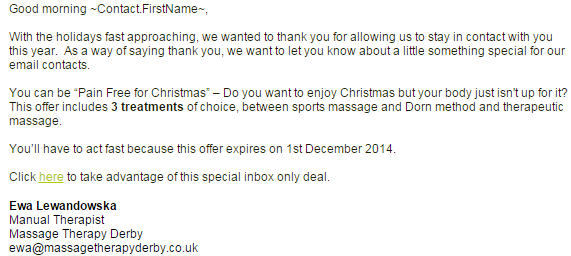 Good morning ~Contact.FirstName~,
With the holidays fast approaching, we wanted to thank you for allowing us to stay in contact with you
this year.  As a way of saying thank you, we want to let you know about a little something special for our
email contacts.
You can be “Pain Free for Christmas” – Do you want to enjoy Christmas but your body just isn't up for it?
This offer includes 3 treatments of choice, between sports massage and Dorn method and therapeutic
massage.
You’ll have to act fast because this offer expires on 1st December 2014.
Click here to take advantage of this special inbox only deal.
Ewa Lewandowska
Manual Therapist
Massage Therapy Derby
ewa@massagetherapyderby.co.uk